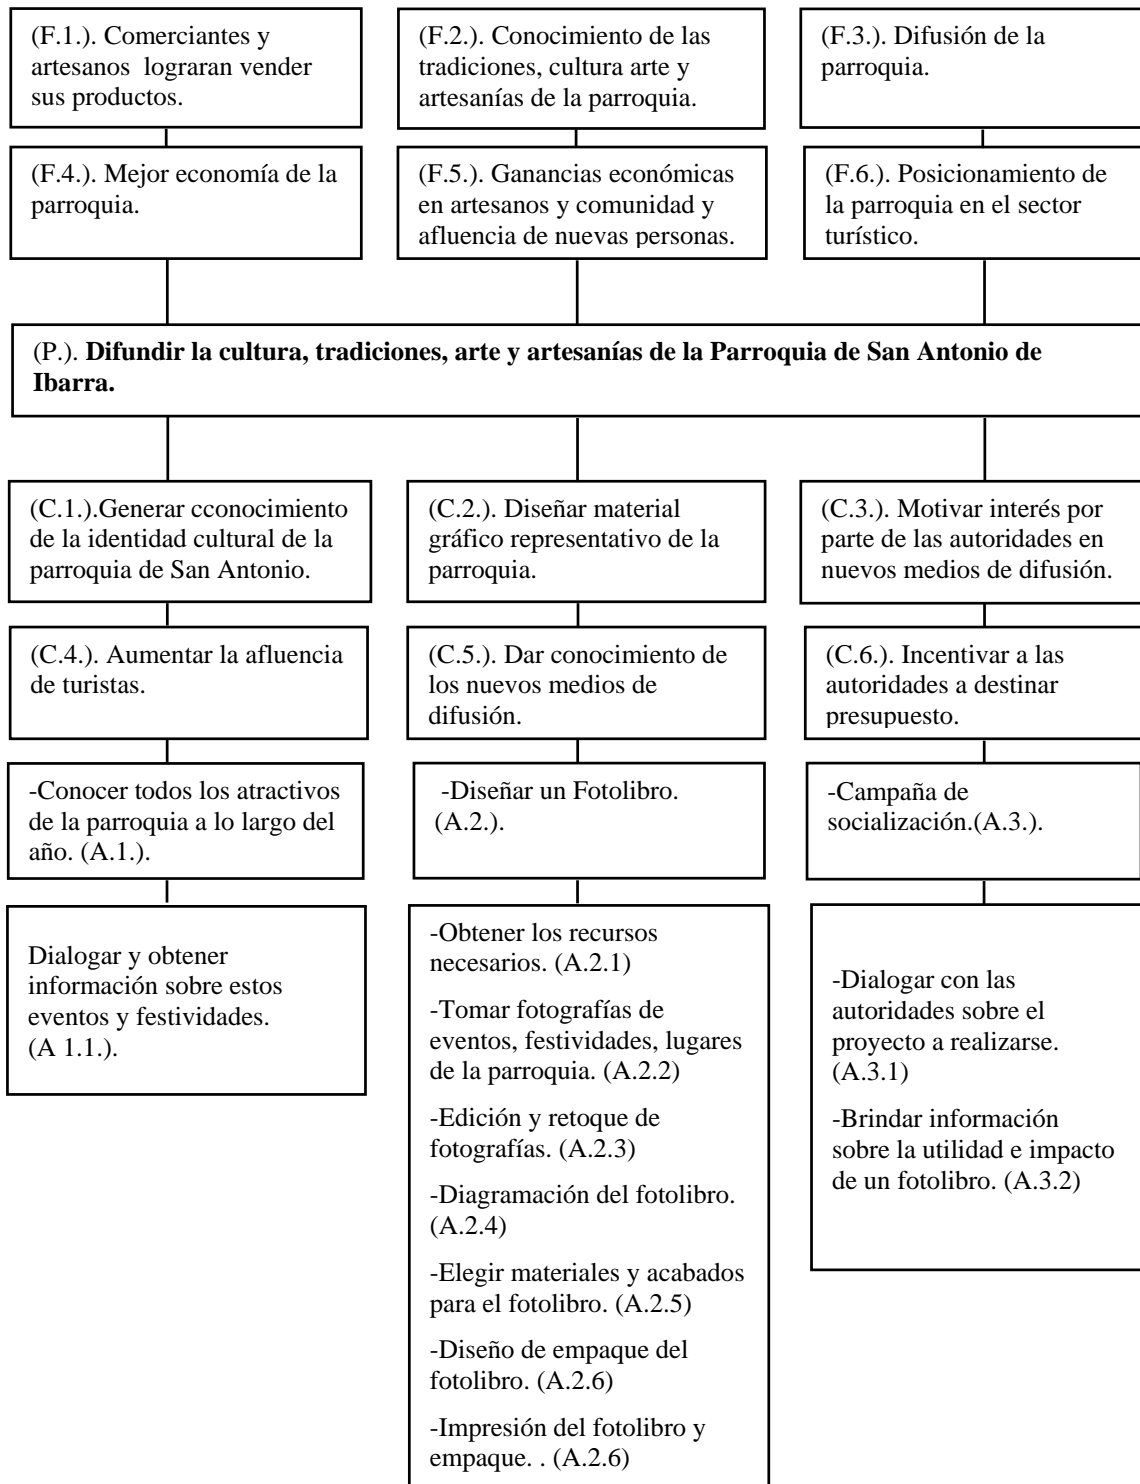 (F.1.). Comerciantes y
artesanos lograran vender
sus productos.
(F.2.). Conocimiento de las
tradiciones, cultura arte y
artesanías de la parroquia.
(F.3.). Difusión de la
parroquia.
(F.4.). Mejor economía de la
parroquia.
(F.5.). Ganancias económicas
en artesanos y comunidad y
afluencia de nuevas personas.
(F.6.). Posicionamiento de
la parroquia en el sector
turístico.
(P.). Difundir la cultura, tradiciones, arte y artesanías de la Parroquia de San Antonio de
Ibarra.
(C.1.).Generar cconocimiento
de la identidad cultural de la
parroquia de San Antonio.
(C.2.). Diseñar material
gráfico representativo de la
parroquia.
(C.3.). Motivar interés por
parte de las autoridades en
nuevos medios de difusión.
(C.4.). Aumentar la afluencia
de turistas.
(C.5.). Dar conocimiento de
los nuevos medios de
difusión.
(C.6.). Incentivar a las
autoridades a destinar
presupuesto.
-Conocer todos los atractivos
de la parroquia a lo largo del
año. (A.1.).
-Diseñar un Fotolibro.
(A.2.).
-Campaña de
socialización.(A.3.).
Dialogar y obtener
información sobre estos
eventos y festividades.
(A 1.1.).
-Obtener los recursos
necesarios. (A.2.1)
-Tomar fotografías de
eventos, festividades, lugares
de la parroquia. (A.2.2)
-Edición y retoque de
fotografías. (A.2.3)
-Diagramación del fotolibro.
(A.2.4)
-Elegir materiales y acabados
para el fotolibro. (A.2.5)
-Diseño de empaque del
fotolibro. (A.2.6)
-Impresión del fotolibro y
empaque. . (A.2.6)
-Dialogar con las
autoridades sobre el
proyecto a realizarse.
(A.3.1)
-Brindar información
sobre la utilidad e impacto
de un fotolibro. (A.3.2)